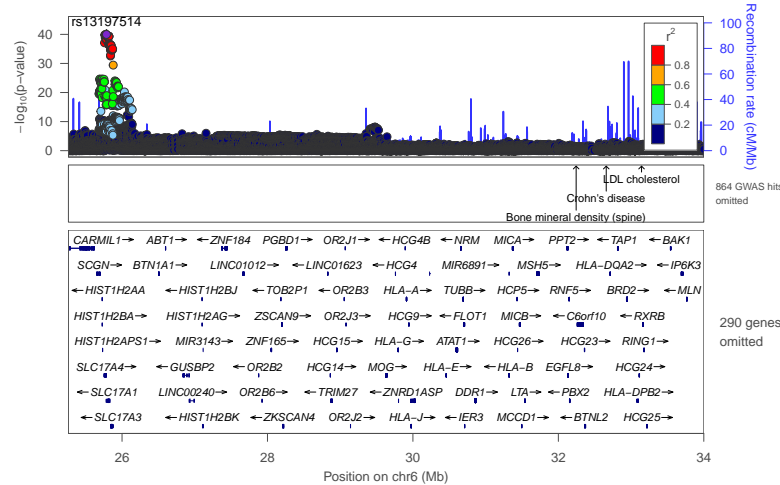 rs13197514
40
30
20
10
0
−log10(p−value)
100
80
60
40
20
0
Recombination rate (cM/Mb)
r2
0.8
0.6
0.4
0.2
LDL cholesterol
Crohn's disease
Bone mineral density (spine)
864 GWAS hits
omitted
CARMIL1→ ABT1→ ←ZNF184 PGBD1→ OR2J1→ ←HCG4B ←NRM MICA→ PPT2→ ←TAP1 ←BAK1
SCGN→ BTN1A1→ LINC01012→ ←LINC01623 ←HCG4 MIR6891→ MSH5→ HLA−DQA2→ ←IP6K3
←HIST1H2AA ←HIST1H2BJ ←TOB2P1 ←OR2B3 HLA−A→ ←TUBB HCP5→ RNF5→ BRD2→ ←MLN
←HIST1H2BA ←HIST1H2AG ZSCAN9→ OR2J3→ HCG9→ ←FLOT1 MICB→ ←C6orf10 ←RXRB
HIST1H2APS1→ MIR3143→ ZNF165→ HCG15→ HLA−G→ ATAT1→ HCG26→ HCG23→ RING1→
SLC17A4→ ←GUSBP2 OR2B2→ HCG14→ MOG→ HLA−E→ ←HLA−B EGFL8→ HCG24→
←SLC17A1 LINC00240→ OR2B6→ ←TRIM27 ←ZNRD1ASP DDR1→ LTA→ ←PBX2 HLA−DPB2→
←SLC17A3 ←HIST1H2BK ←ZKSCAN4 OR2J2→ HLA−J→ ←IER3 MCCD1→ ←BTNL2 HCG25→
290 genes
omitted
26 28 30 32 34
Position on chr6 (Mb)